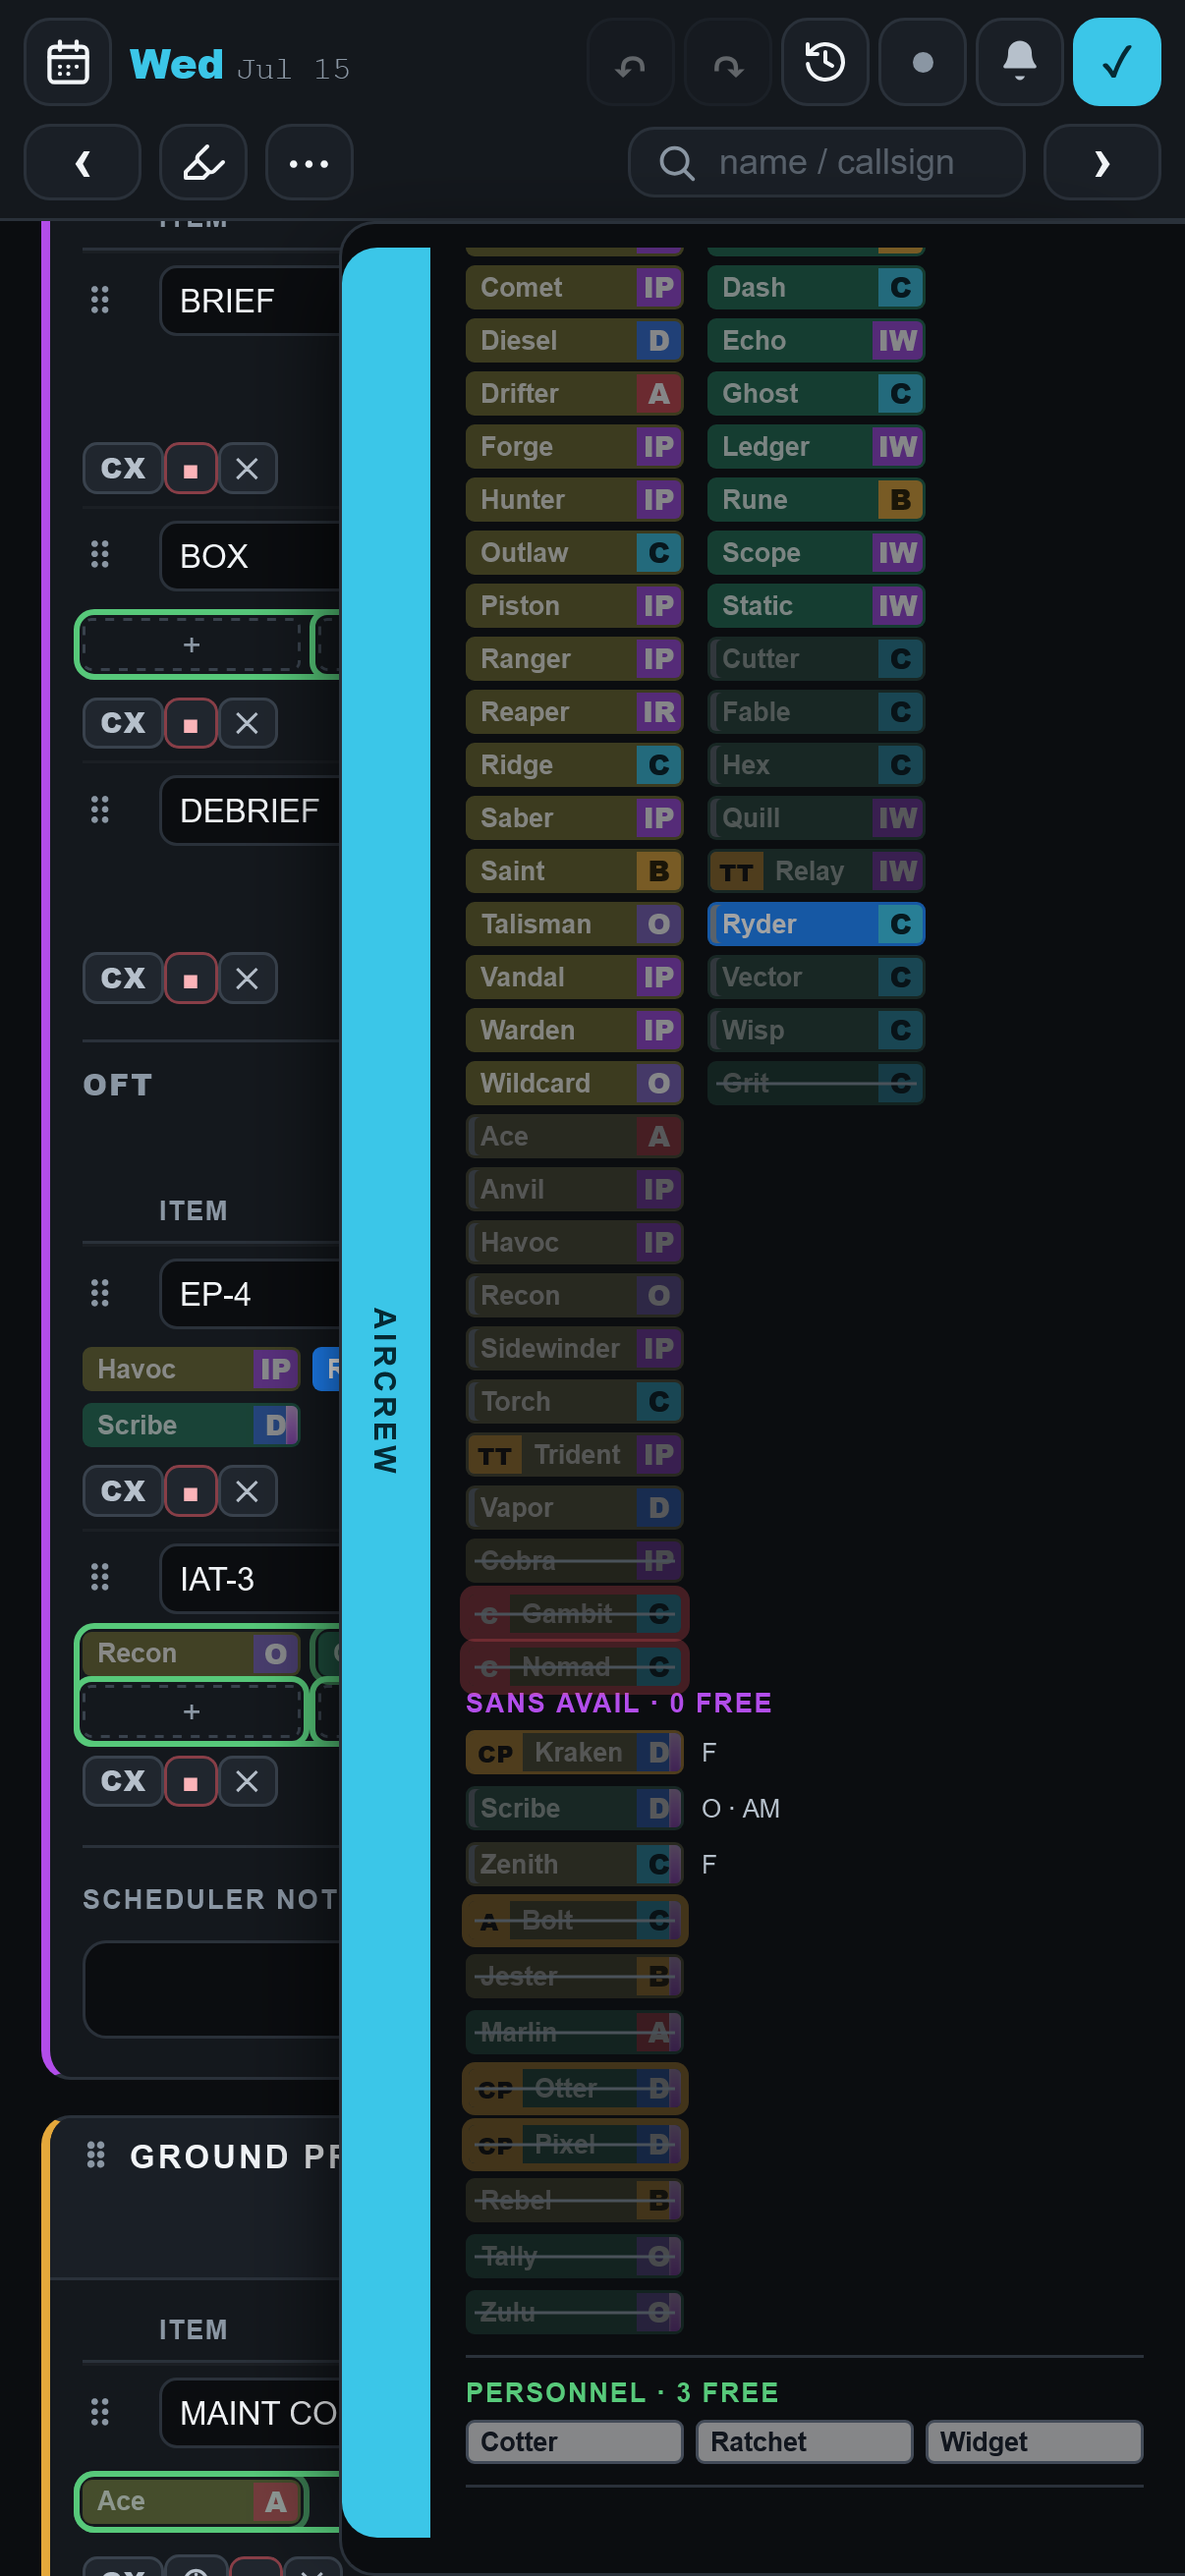 Wed Jul 15
name / callsign
ITEM
BRIEF
CX
BOX
+
CX
DEBRIEF
CX
OFT
ITEM
EP-4
Havoc IP
Scribe D
CX
IAT-3
Recon O
+
CX
SCHEDULER NOT
GROUND PR
ITEM
MAINT CO
Ace A
AIRCREW
Comet IP Dash C
Diesel D Echo IW
Drifter A Ghost C
Forge IP Ledger IW
Hunter IP Rune B
Outlaw C Scope IW
Piston IP Static IW
Ranger IP Cutter C
Reaper IR Fable C
Ridge C Hex C
Saber IP Quill IW
Saint B TT Relay IW
Talisman O Ryder C
Vandal IP Vector C
Warden IP Wisp C
Wildcard O Grit C
Ace A
Anvil IP
Havoc IP
Recon O
Sidewinder IP
Torch C
TT Trident IP
Vapor D
Cobra IP
C Gambit C
C Nomad C
SANS AVAIL · 0 FREE
CP Kraken D F
Scribe D O · AM
Zenith C F
A Bolt C
Jester B
Marlin A
CP Otter D
CP Pixel D
Rebel B
Tally O
Zulu O
PERSONNEL · 3 FREE
Cotter Ratchet Widget